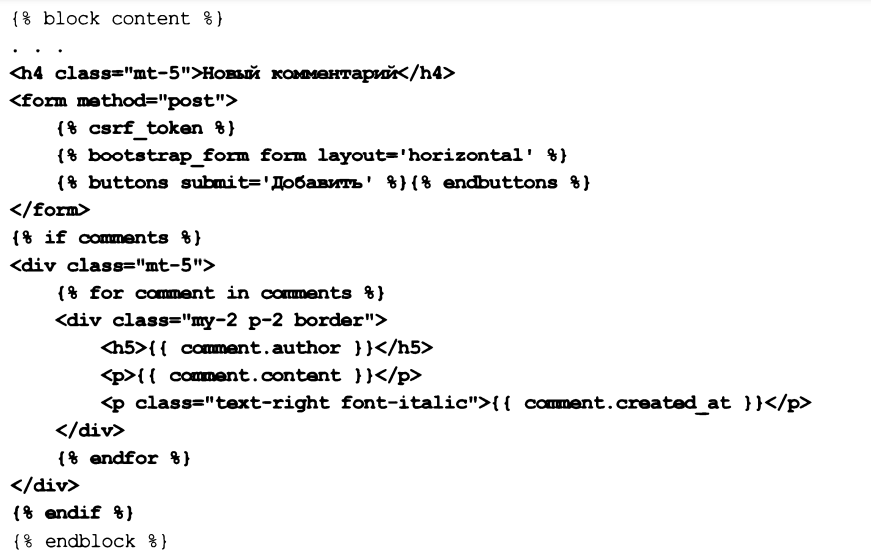 {% block content %}
. . .
<h4 class="mt-5">Новый комментарий</h4>
<form method="post">
    {% csrf_token %}
    {% bootstrap_form form layout='horizontal' %}
    {% buttons submit='Добавить' %}{% endbuttons %}
</form>
{% if comments %}
<div class="mt-5">
    {% for comment in comments %}
    <div class="my-2 p-2 border">
        <h5>{{ comment.author }}</h5>
        <p>{{ comment.content }}</p>
        <p class="text-right font-italic">{{ comment.created_at }}</p>
    </div>
    {% endfor %}
</div>
{% endif %}
{% endblock %}